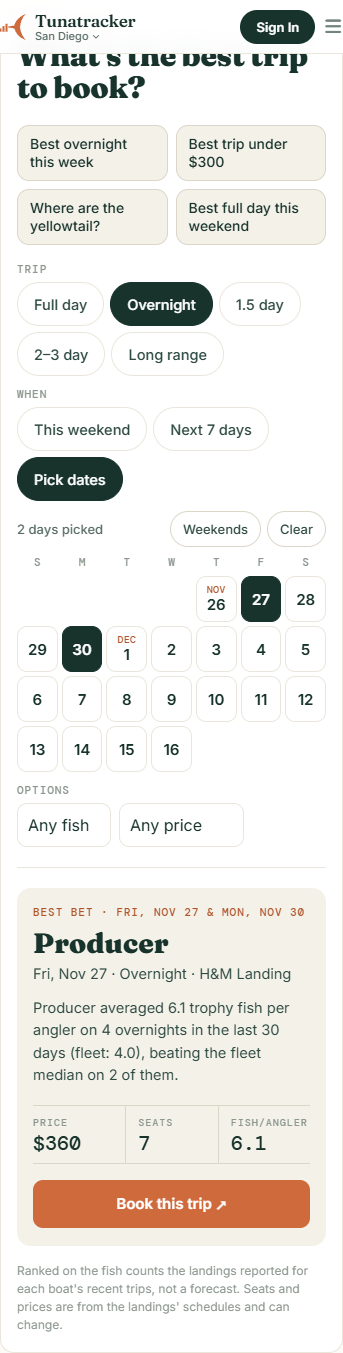 Tunatracker
San Diego
Sign In
What's the best trip
to book?
Best overnight
this week
Best trip under
$300
Where are the
yellowtail?
Best full day this
weekend
TRIP
Full day
Overnight
1.5 day
2–3 day
Long range
WHEN
This weekend
Next 7 days
Pick dates
2 days picked
Weekends
Clear
S M T W T F S
NOV
26 27 28
29 30 DEC 1 2 3 4 5
6 7 8 9 10 11 12
13 14 15 16
OPTIONS
Any fish
Any price
BEST BET · FRI, NOV 27 & MON, NOV 30
Producer
Fri, Nov 27 · Overnight · H&M Landing
Producer averaged 6.1 trophy fish per
angler on 4 overnights in the last 30
days (fleet: 4.0), beating the fleet
median on 2 of them.
PRICE SEATS FISH/ANGLER
$360 7 6.1
Book this trip ↗
Ranked on the fish counts the landings reported for
each boat's recent trips, not a forecast. Seats and
prices are from the landings' schedules and can
change.